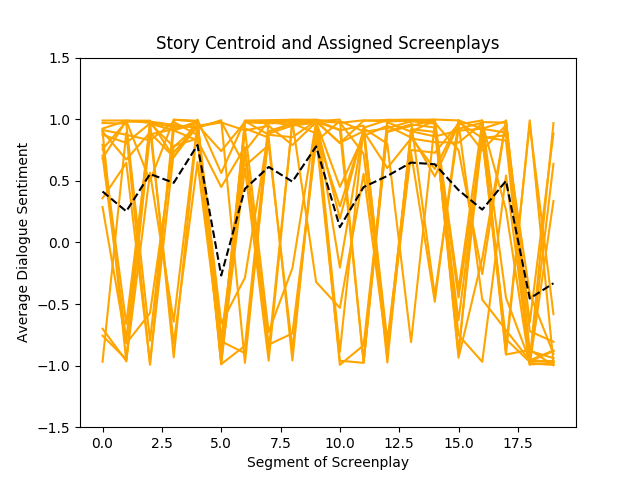 Story Centroid and Assigned Screenplays
1.5
1.0
0.5
0.0
−0.5
−1.0
−1.5
Average Dialogue Sentiment
0.0 2.5 5.0 7.5 10.0 12.5 15.0 17.5
Segment of Screenplay